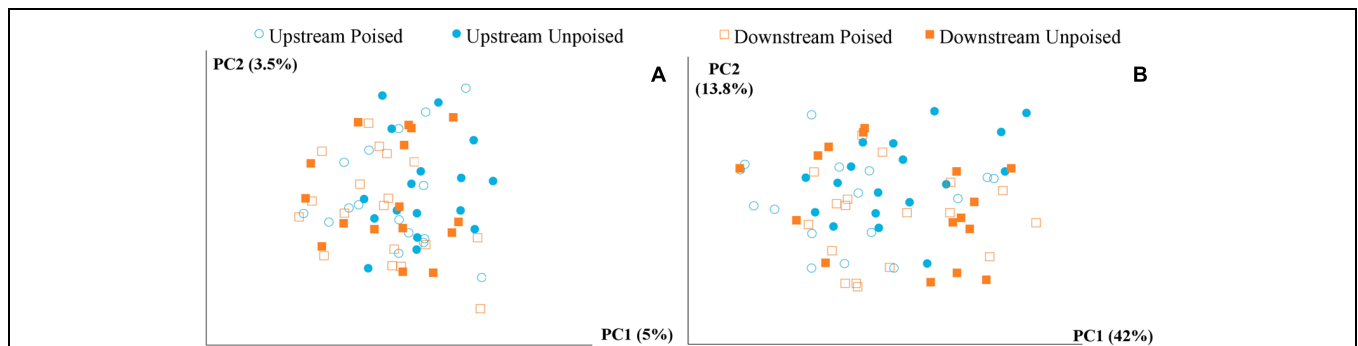 Upstream Poised Upstream Unpoised Downstream Poised Downstream Unpoised
PC2 (3.5%)
A
PC1 (5%)
PC2
(13.8%)
B
PC1 (42%)